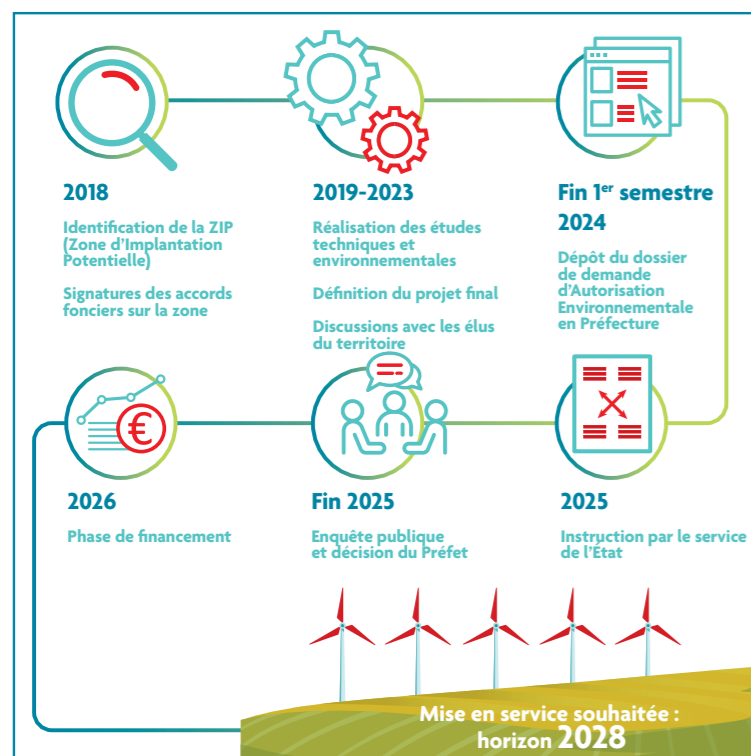 2018
Identification de la ZIP
(Zone d'Implantation
Potentielle)
Signatures des accords
fonciers sur la zone
2019-2023
Réalisation des études
techniques et
environnementales
Définition du projet final
Discussions avec les élus
du territoire
Fin 1er semestre
2024
Dépôt du dossier
de demande
d'Autorisation
Environnementale
en Préfecture
2025
Instruction par le service
de l'État
Fin 2025
Enquête publique
et décision du Préfet
€
2026
Phase de financement
Mise en service souhaitée :
horizon 2028